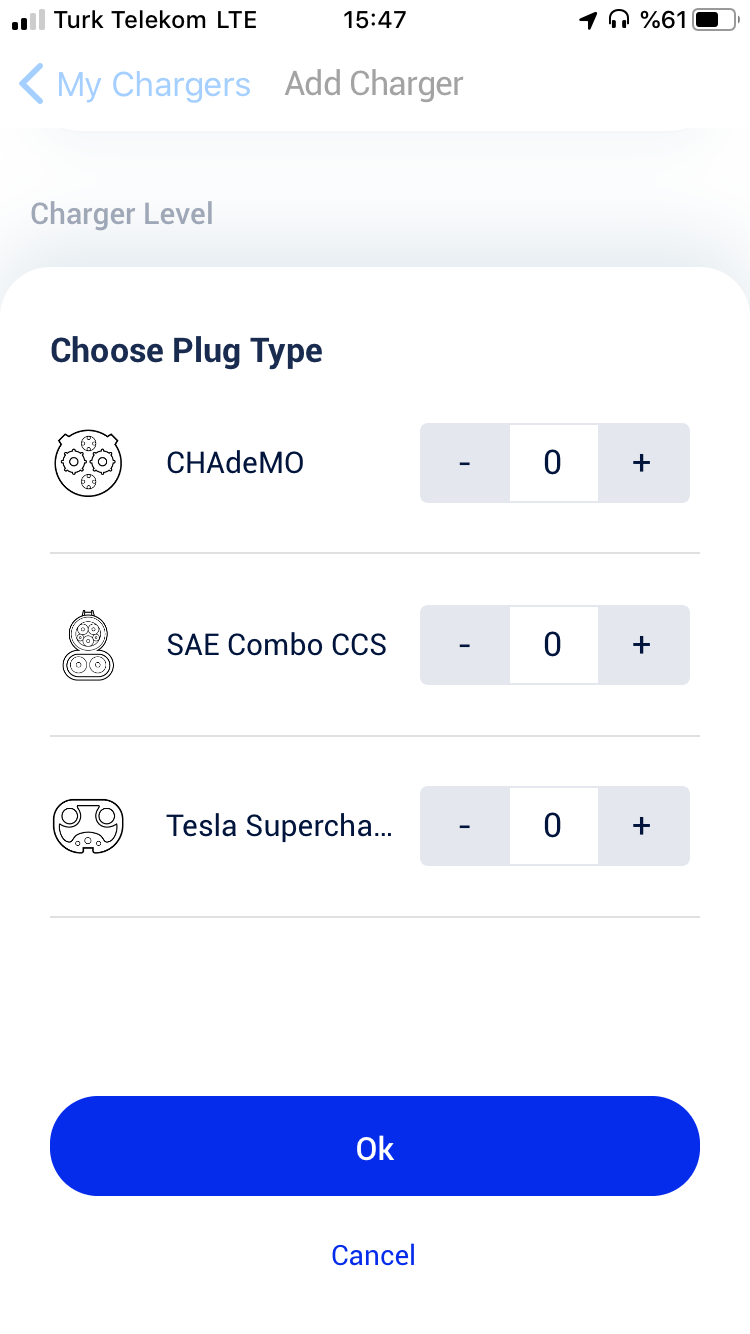 Turk Telekom LTE 15:47 %61
My Chargers Add Charger
Charger Level
Choose Plug Type
CHAdeMO - 0 +
SAE Combo CCS - 0 +
Tesla Supercha... - 0 +
Ok
Cancel